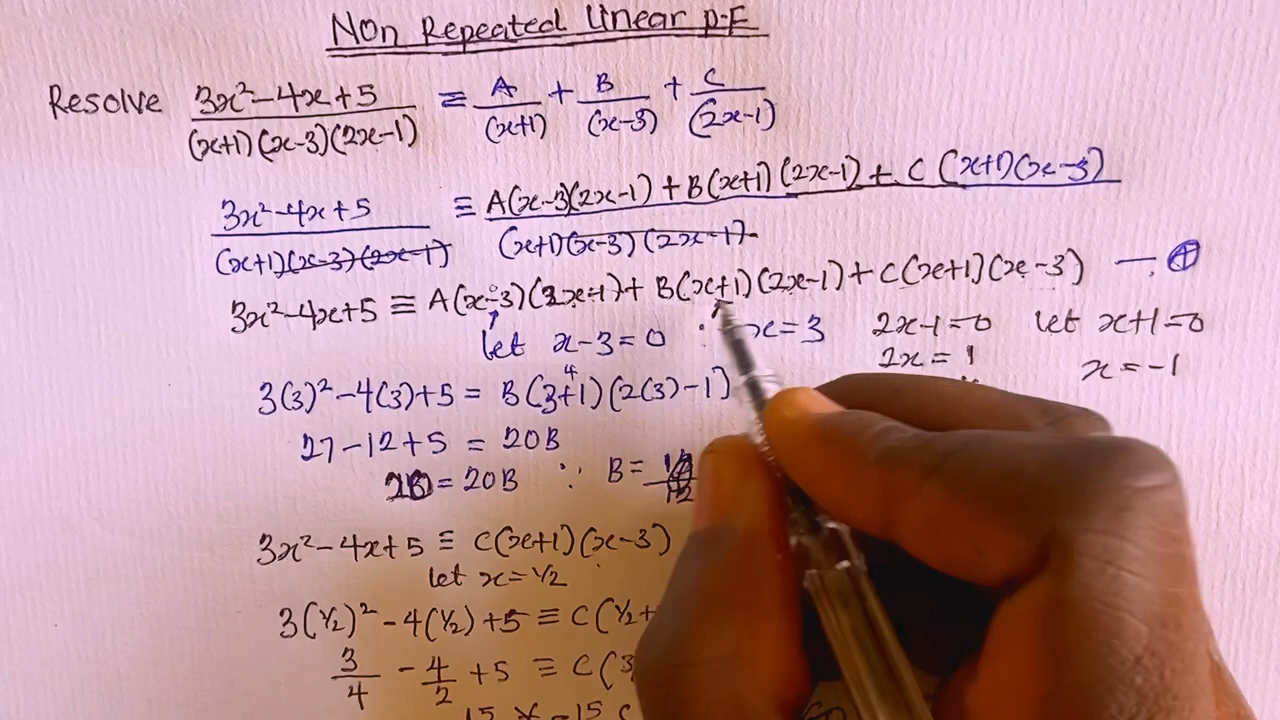 Non Repeated Linear P.F
Resolve (3x²-4x+5)/((x+1)(x-3)(2x-1)) ≡ A/(x+1) + B/(x-3) + C/(2x-1)
(3x²-4x+5)/((x+1)(x-3)(2x-1)) ≡ (A(x-3)(2x-1) + B(x+1)(2x-1) + C(x+1)(x-3))/((x+1)(x-3)(2x-1))
3x²-4x+5 ≡ A(x-3)(2x-1) + B(x+1)(2x-1) + C(x+1)(x-3) — ⊕
let x-3=0 x=3 2x-1=0 let x+1=0
2x=1 x=-1
3(3)²-4(3)+5 = B(3+1)(2(3)-1)
4
27-12+5 = 20B
20 = 20B ∴ B=
3x²-4x+5 ≡ C(x+1)(x-3)
let x=1/2
3(1/2)²-4(1/2)+5 ≡ C(1/2+
3/4 - 4/2 + 5 ≡ C(3